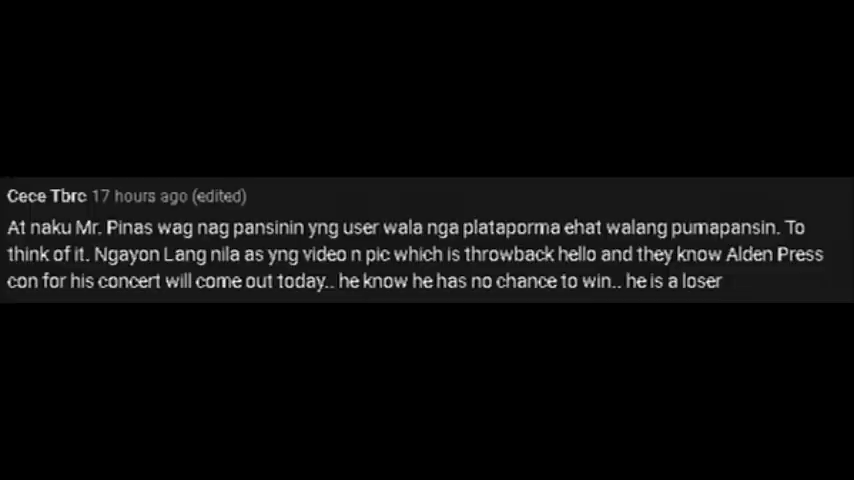 Cece Tbrc 17 hours ago (edited)
At naku Mr. Pinas wag nag pansinin yng user wala nga plataporma ehat walang pumapansin. To
think of it. Ngayon Lang nila as yng video n pic which is throwback hello and they know Alden Press
con for his concert will come out today.. he know he has no chance to win.. he is a loser